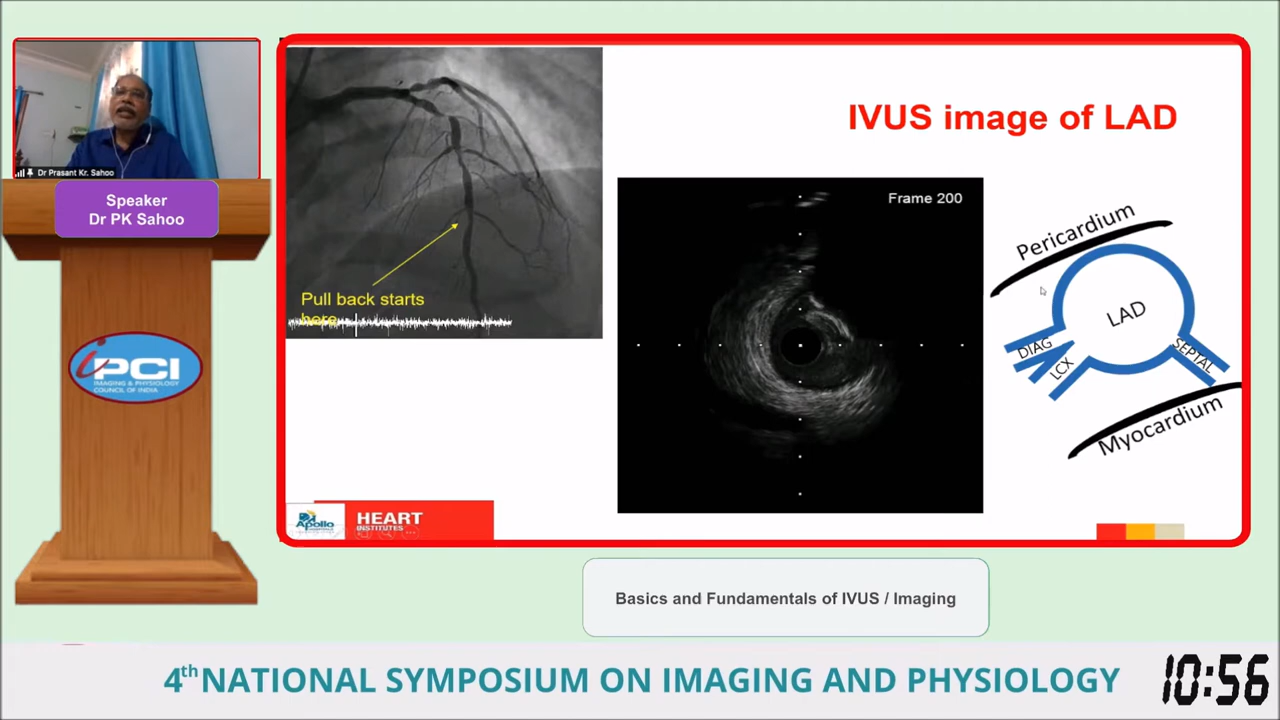 Dr Prasant Kr. Sahoo
Speaker
Dr PK Sahoo
iPCI
IMAGING & PHYSIOLOGY
COUNCIL OF INDIA
IVUS image of LAD
Pull back starts
here
Frame 200
Pericardium
LAD
DIAG
LCX
SEPTAL
Myocardium
Apollo
HEART
INSTITUTES
Basics and Fundamentals of IVUS / Imaging
4th NATIONAL SYMPOSIUM ON IMAGING AND PHYSIOLOGY
10:56